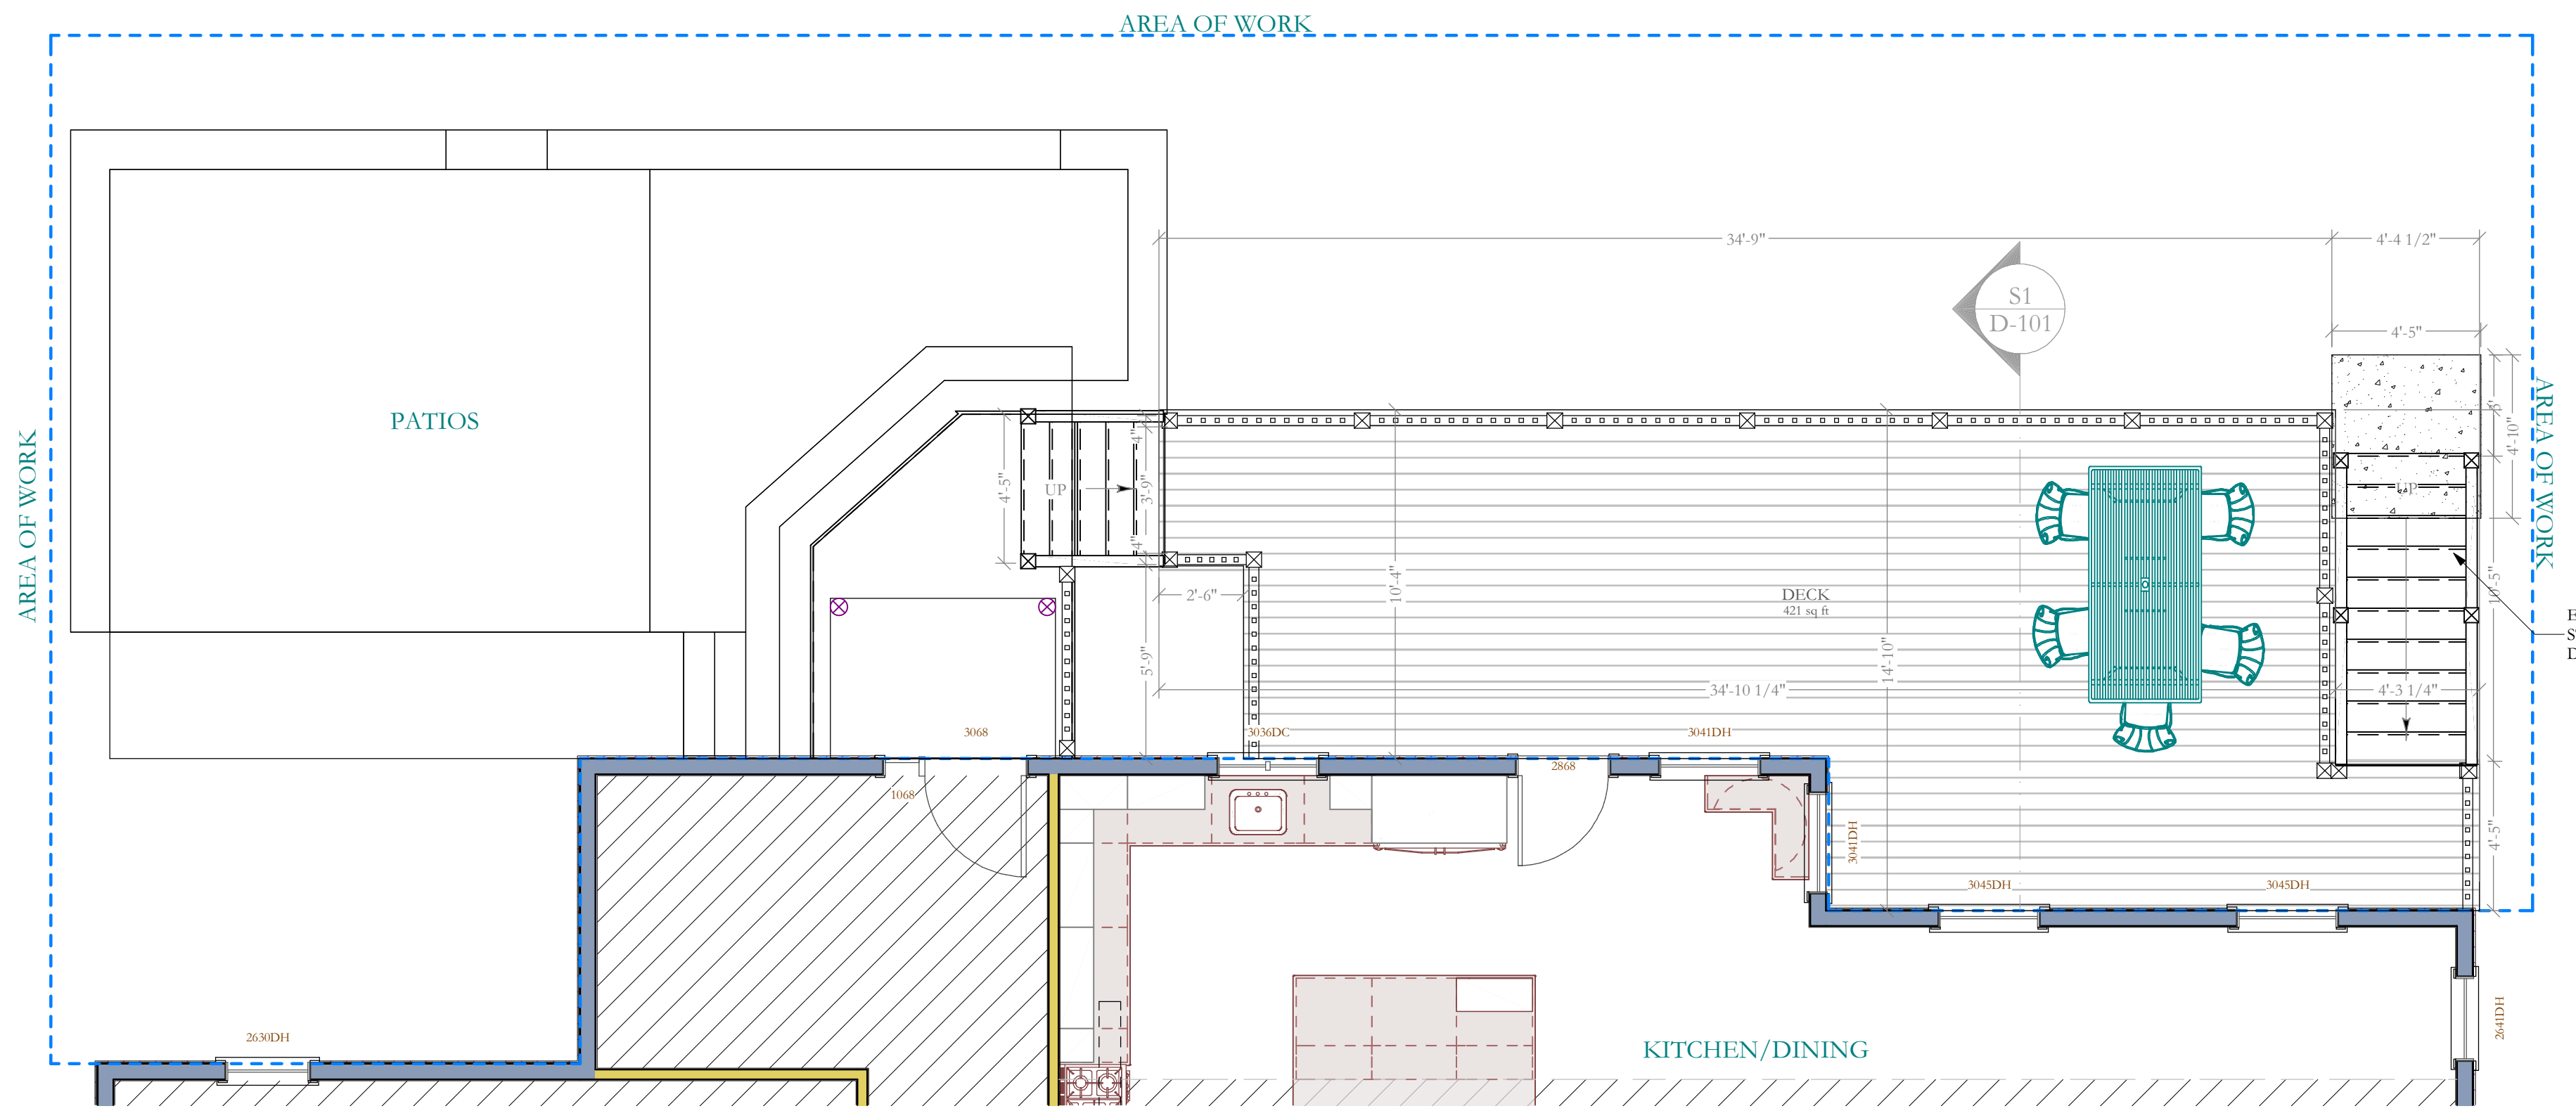 AREA OF WORK
34'-9"
4'-4 1/2"
S1
D-101
4'-5"
AREA OF WORK
PATIOS
4"
4'-10"
AREA OF WORK
4'-5"
UP
3'-9"
UP
4"
2'-6"
10'-4"
DECK
421 sq ft
5'-9"
14'-10"
34'-10 1/4"
4'-3 1/4"
3068
3036DC
3041DH
2868
1068
3041DH
4'-5"
3045DH
3045DH
2630DH
2641DH
KITCHEN/DINING